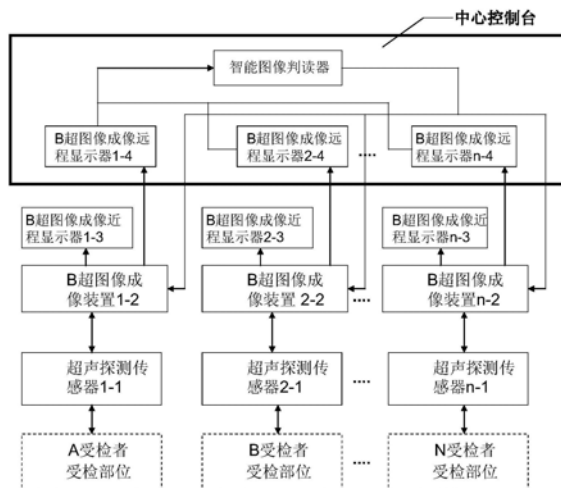 中心控制台
智能图像判读器
B超图像成像远
程显示器1-4
B超图像成像远
程显示器2-4
....
B超图像成像远
程显示器n-4
B超图像成像近
程显示器1-3
B超图像成像近
程显示器2-3
B超图像成像近
程显示器n-3
B超图像成
像装置1-2
B超图像成
像装置 2-2
....
B超图像成
像装置n-2
超声探测传
感器1-1
超声探测传
感器2-1
....
超声探测传
感器n-1
A受检者
受检部位
B受检者
受检部位
....
N受检者
受检部位